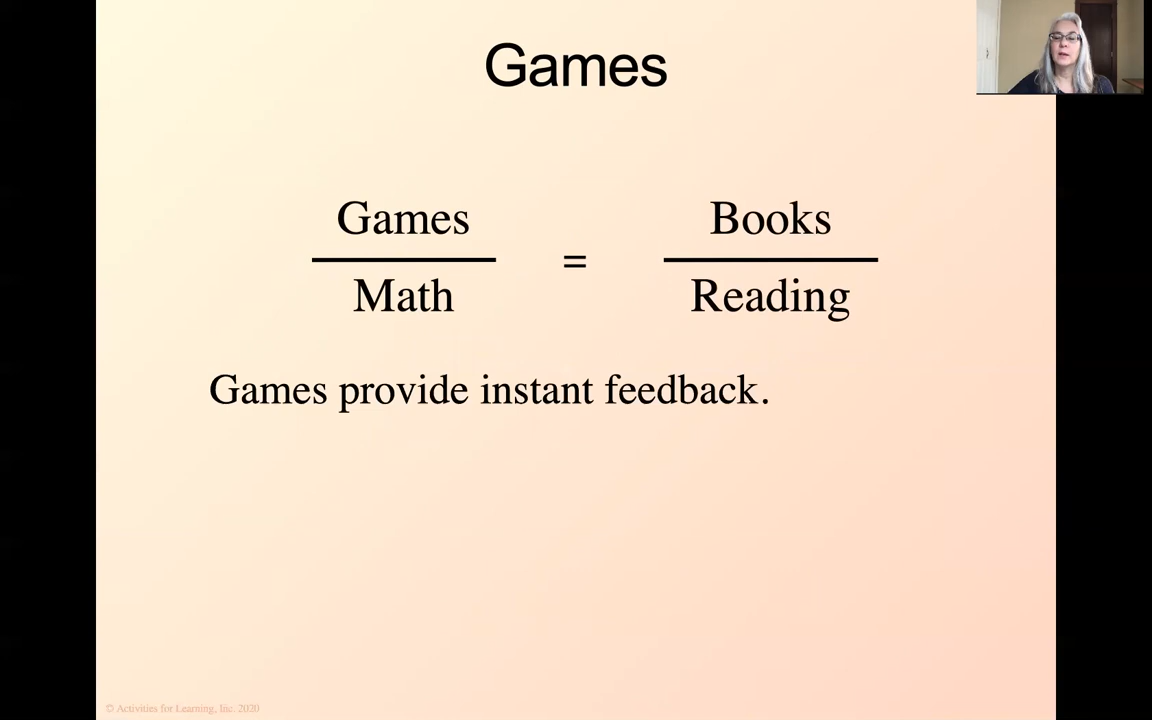 Games
Games
Math
=
Books
Reading
Games provide instant feedback.
© Activities for Learning, Inc. 2020